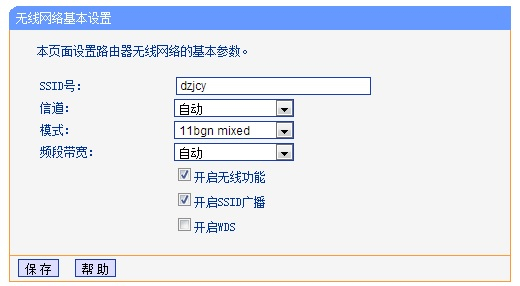 无线网络基本设置
本页面设置路由器无线网络的基本参数。
SSID号： dzjcy
信道： 自动
模式： 11bgn mixed
频段带宽： 自动
开启无线功能
开启SSID广播
开启WDS
保存 帮助